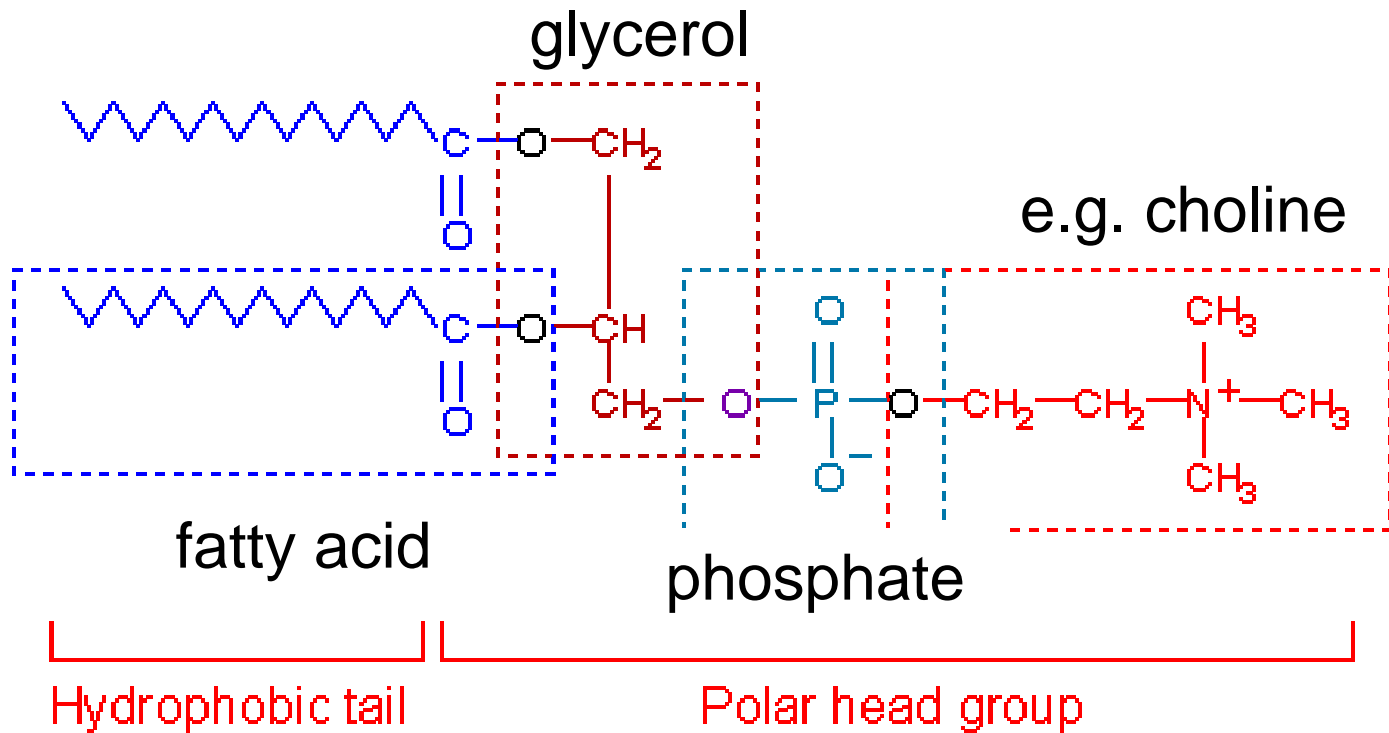 glycerol
C O CH2
O
e.g. choline
C O CH
O
CH2 O P O CH2 CH2 N+ CH3
O
O−
CH3
CH3
fatty acid
phosphate
Hydrophobic tail
Polar head group